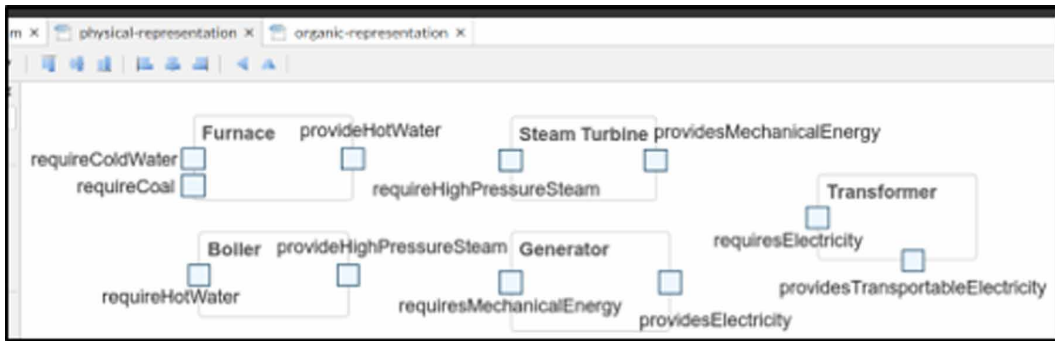 m × physical-representation × organic-representation ×
Furnace provideHotWater
requireColdWater
requireCoal
Steam Turbine providesMechanicalEnergy
requireHighPressureSteam
Transformer
requiresElectricity
providesTransportableElectricity
Boiler provideHighPressureSteam
requireHotWater
Generator
requiresMechanicalEnergy
providesElectricity